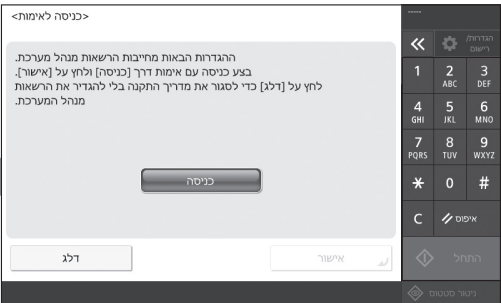 <כניסה לאימות>
ההגדרות הבאות מחייבות הרשאות מנהל מערכת.
בצע כניסה עם אימות דרך [כניסה] ולחץ על [אישור].
לחץ על [דלג] כדי לסגור את מדריך התקנה בלי להגדיר את הרשאות
מנהל המערכת.
כניסה
דלג
אישור
-----
הגדרות/
רישום
1
2
ABC
3
DEF
4
GHI
5
JKL
6
MNO
7
PQRS
8
TUV
9
WXYZ
*
0
#
C
איפוס
התחל
ניטור סטטוס